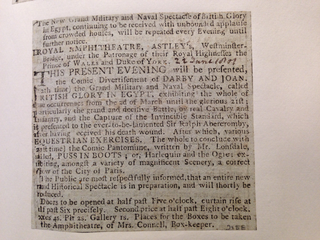 The New Grand Military and Naval Spectacle of British Glory
in Egypt, continuing to be received with unbounded applause
from crowded houses, will be repeated every Evening until
further notice.
ROYAL AMPHITHEATRE, ASTLEY's, Westminster-
Bridge, under the Patronage of their Royal Highnesses the
Prince of WALES and Duke of YORK. 22 June 1801
THIS PRESENT EVENING will be presented,
the Comic Divertisement of DARBY AND JOAN.
time) the Grand Military and Naval Spectacle, called
BRITISH GLORY IN EGYPT, exhibiting the whole of
the occurrences from the 2d of March until the glorious 21st;
particularly the grand and decisive Battle, by real Cavalry and
Infantry, and the Capture of the Invincible Standard, which
is presented to the ever-to-be-lamented Sir Ralph Abercromby,
after having received his death wound. After which, various
EQUESTRIAN EXERCISES. The whole to conclude with
time) the Comic Pantomime, written by Mr. Lonsdale,
called, PUSS IN BOOTS; or, Harlequin and the Ogre: ex-
hibiting, amongst a variety of magnificent Scenery, a correct
View of the City of Paris.
The Public are most respectfully informed, that an entire new
and Historical Spectacle is in preparation, and will shortly be
produced.
Doors to be opened at half past Five o'clock, curtain rise at
half past Six precisely. Second price at half past Eight o'clock.
Boxes 4s. Pit 2s. Gallery 1s. Places for the Boxes to be taken
at the Amphitheatre, of Mrs. Connell, Box-keeper.